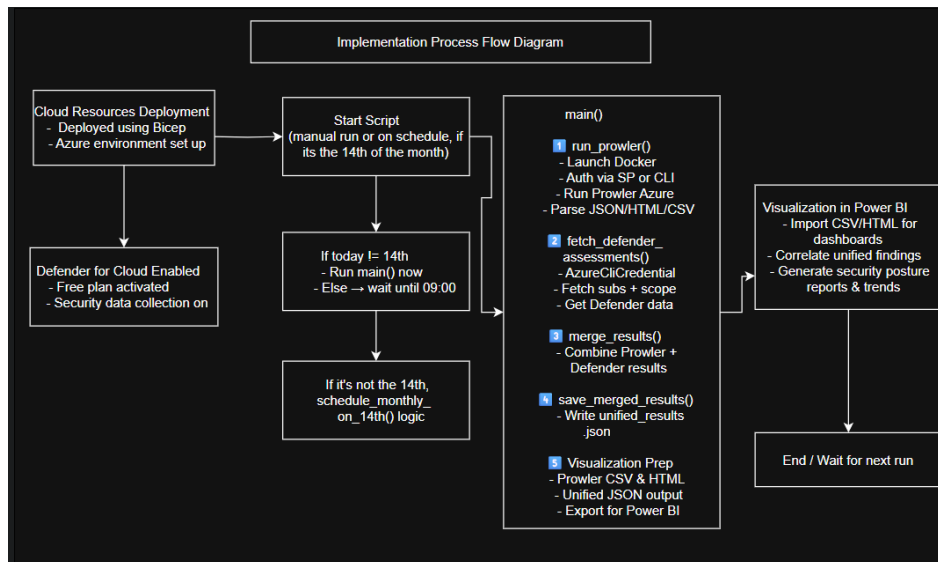 Implementation Process Flow Diagram
Cloud Resources Deployment
- Deployed using Bicep
- Azure environment set up
Defender for Cloud Enabled
- Free plan activated
- Security data collection on
Start Script
(manual run or on schedule, if
its the 14th of the month)
If today != 14th
- Run main() now
- Else → wait until 09:00
If it's not the 14th,
schedule_monthly_
on_14th() logic
main()
1 run_prowler()
- Launch Docker
- Auth via SP or CLI
- Run Prowler Azure
- Parse JSON/HTML/CSV
2 fetch_defender_
assessments()
- AzureCliCredential
- Fetch subs + scope
- Get Defender data
3 merge_results()
- Combine Prowler +
Defender results
4 save_merged_results()
- Write unified_results
.json
5 Visualization Prep
- Prowler CSV & HTML
- Unified JSON output
- Export for Power BI
Visualization in Power BI
- Import CSV/HTML for
dashboards
- Correlate unified findings
- Generate security posture
reports & trends
End / Wait for next run